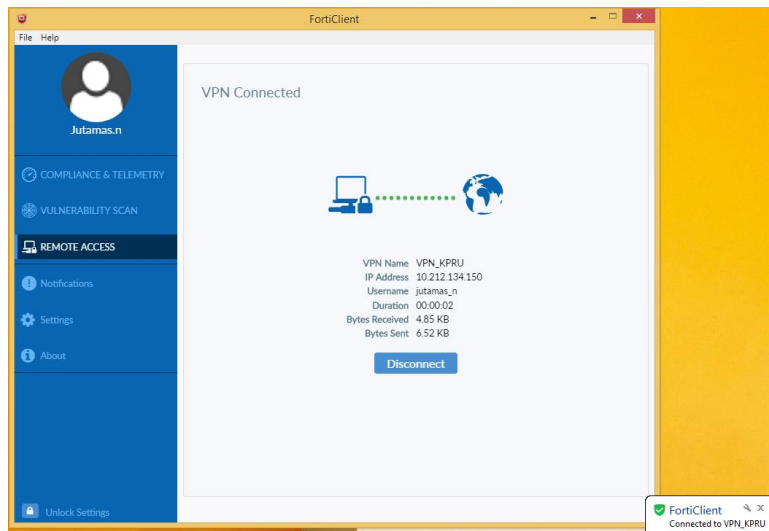 FortiClient
File Help
Jutamas.n
COMPLIANCE & TELEMETRY
VULNERABILITY SCAN
REMOTE ACCESS
Notifications
Settings
About
Unlock Settings
VPN Connected
VPN Name VPN_KPRU
IP Address 10.212.134.150
Username jutamas_n
Duration 00:00:02
Bytes Received 4.85 KB
Bytes Sent 6.52 KB
Disconnect
FortiClient
Connected to VPN_KPRU